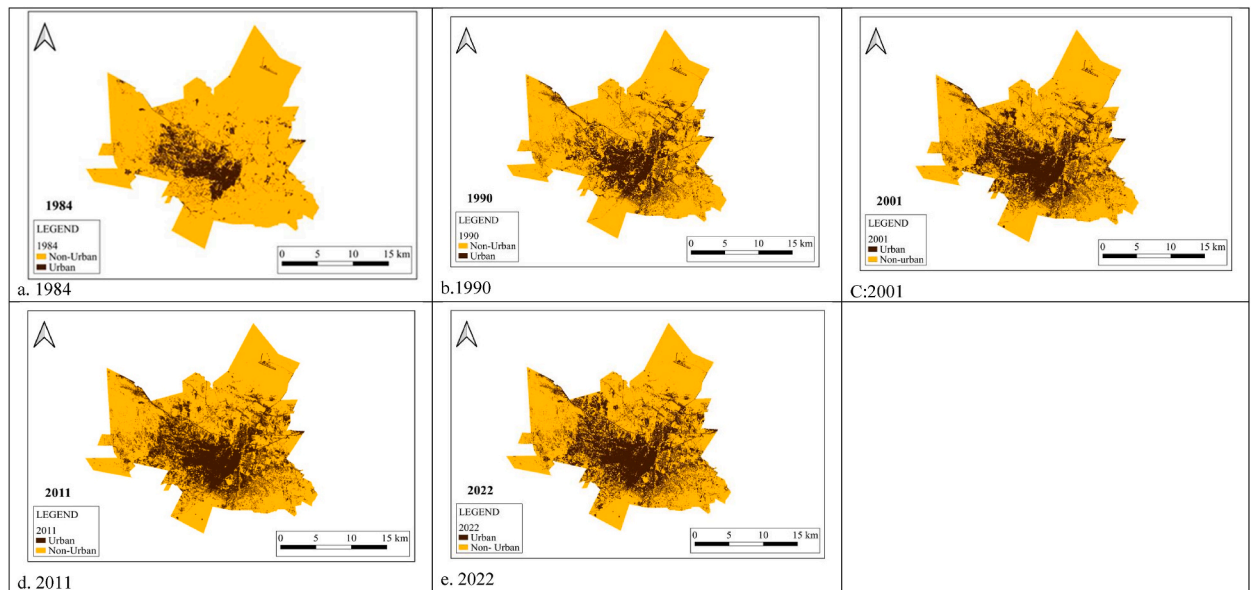 1984
LEGEND
1984
Non-Urban
Urban
0 5 10 15 km
a. 1984
1990
LEGEND
1990
Non-Urban
Urban
0 5 10 15 km
b.1990
2001
LEGEND
2001
Urban
Non-urban
0 5 10 15 km
C:2001
2011
LEGEND
2011
Urban
Non-Urban
0 5 10 15 km
d. 2011
2022
LEGEND
2022
Urban
Non- Urban
0 5 10 15 km
e. 2022